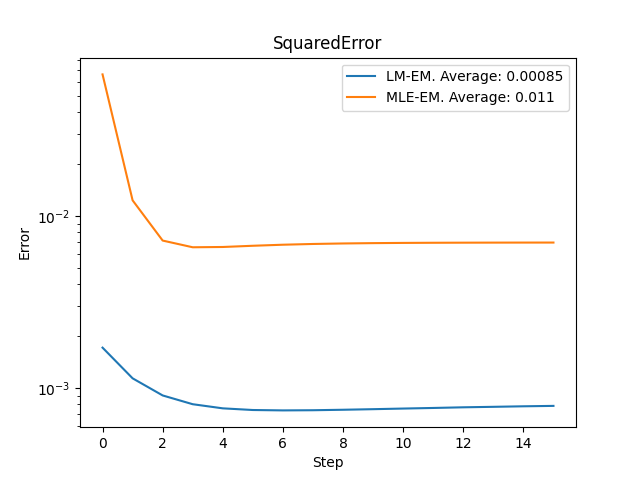 SquaredError
LM-EM. Average: 0.00085
MLE-EM. Average: 0.011
10⁻²
10⁻³
Error
0 2 4 6 8 10 12 14
Step